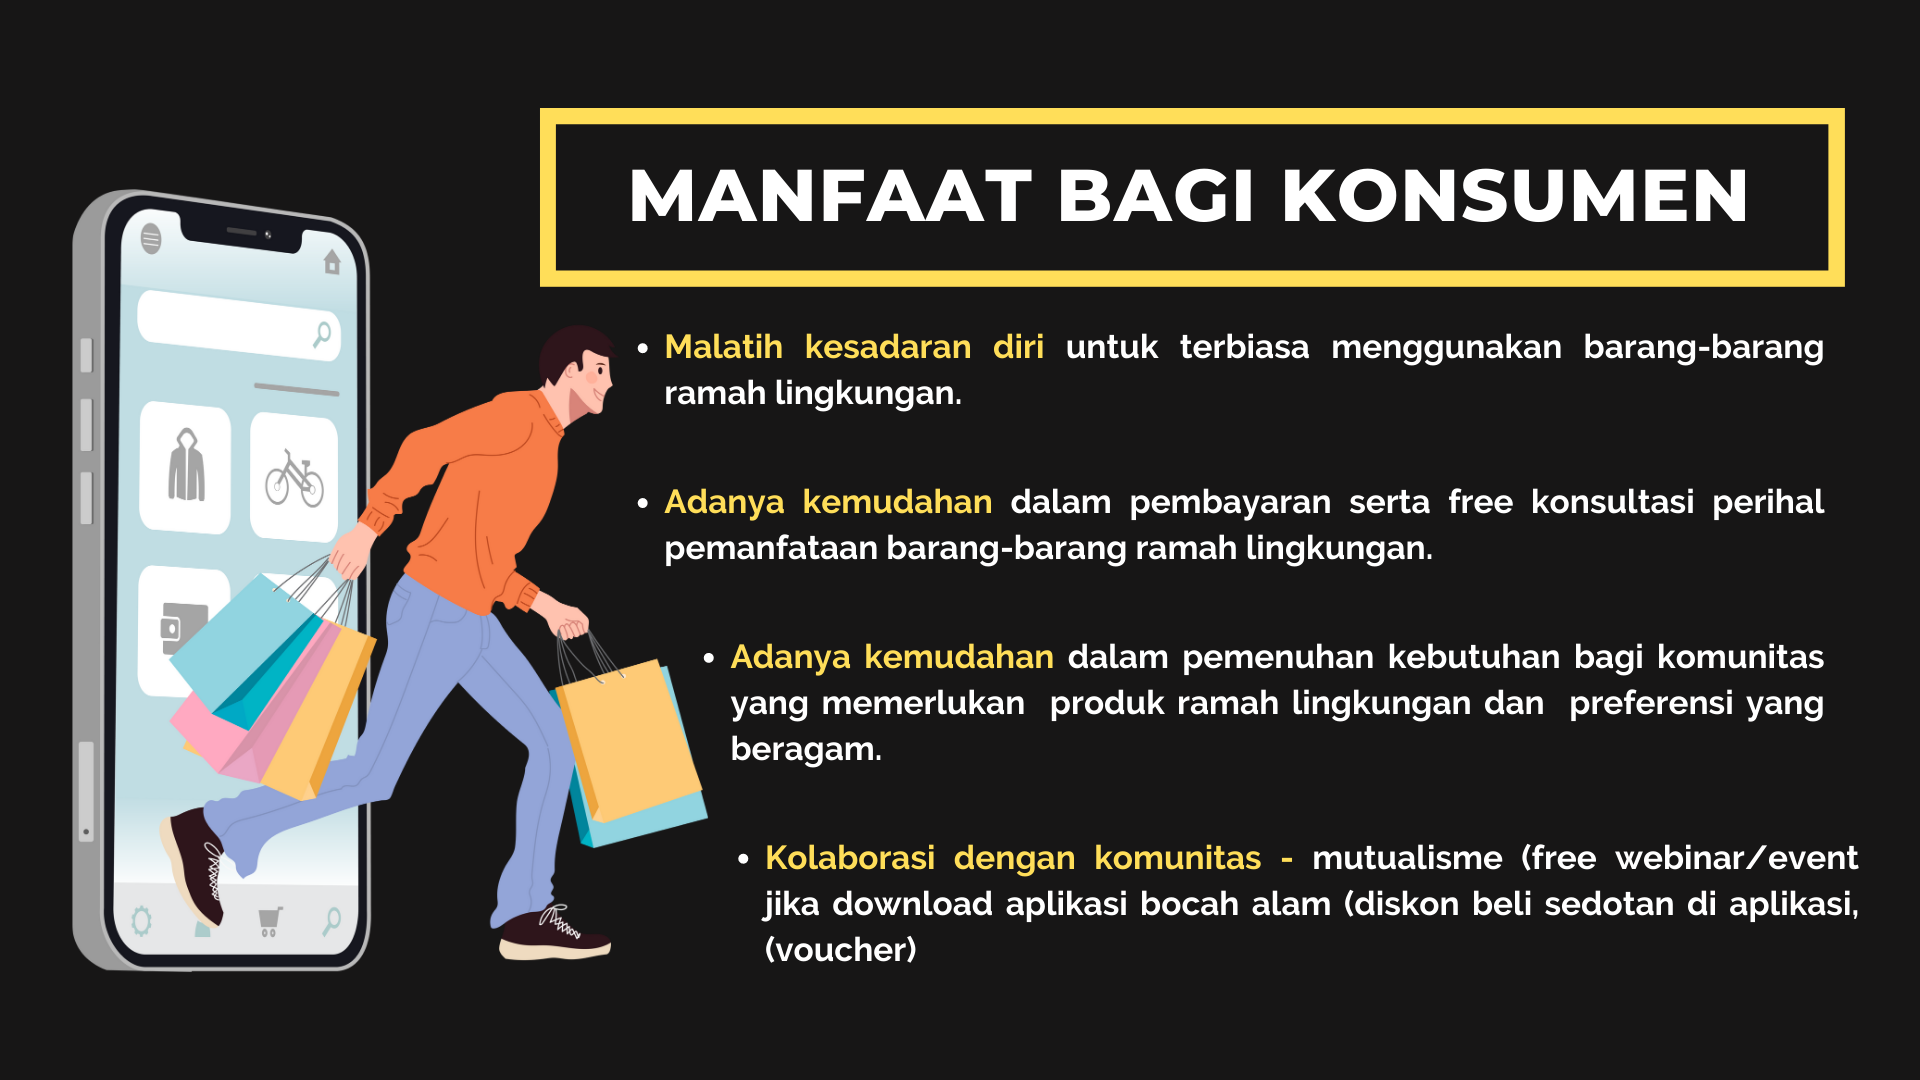 MANFAAT BAGI KONSUMEN
• Malatih kesadaran diri untuk terbiasa menggunakan barang-barang
ramah lingkungan.
• Adanya kemudahan dalam pembayaran serta free konsultasi perihal
pemanfataan barang-barang ramah lingkungan.
• Adanya kemudahan dalam pemenuhan kebutuhan bagi komunitas
yang memerlukan produk ramah lingkungan dan preferensi yang
beragam.
• Kolaborasi dengan komunitas - mutualisme (free webinar/event
jika download aplikasi bocah alam (diskon beli sedotan di aplikasi,
(voucher)